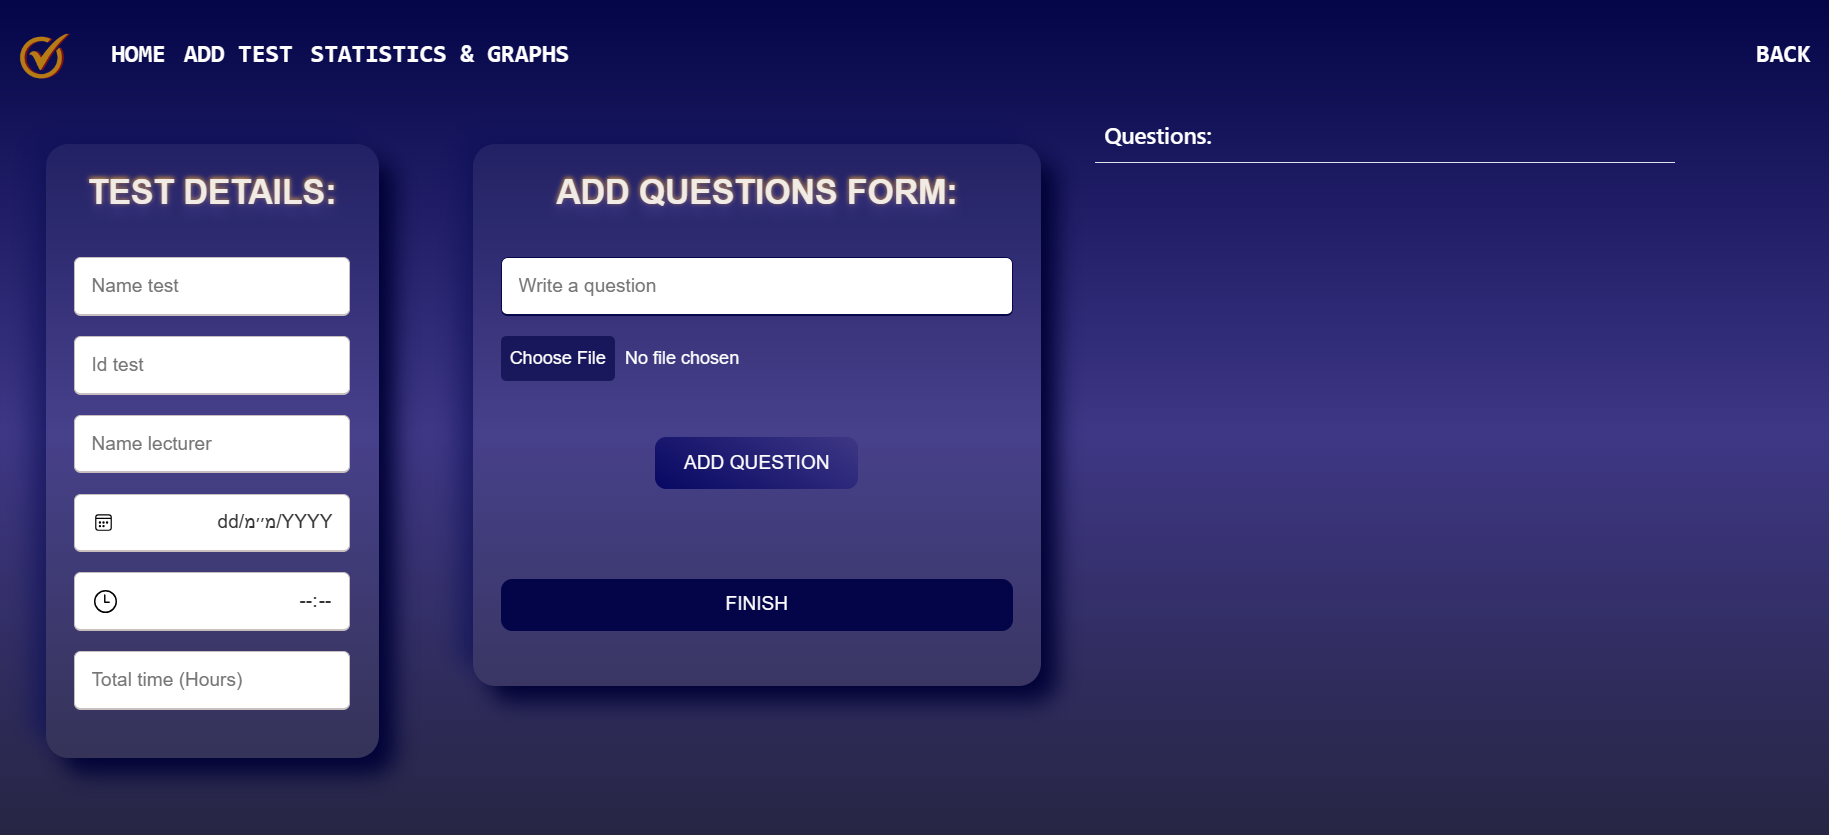 HOME ADD TEST STATISTICS & GRAPHS BACK
TEST DETAILS:
Name test
Id test
Name lecturer
dd/מ׳׳מ/YYYY
--:--
Total time (Hours)
ADD QUESTIONS FORM:
Write a question
Choose File No file chosen
ADD QUESTION
FINISH
Questions: